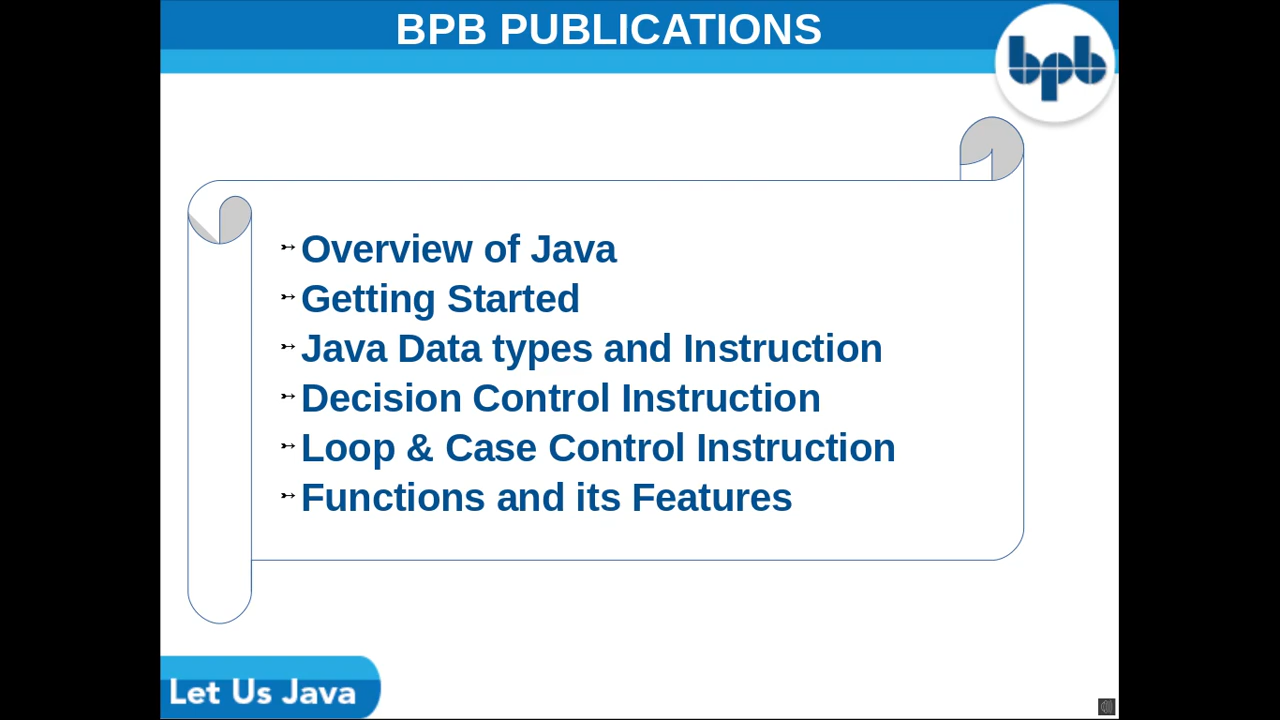 BPB PUBLICATIONS
bpb
➳Overview of Java
➳Getting Started
➳Java Data types and Instruction
➳Decision Control Instruction
➳Loop & Case Control Instruction
➳Functions and its Features
Let Us Java